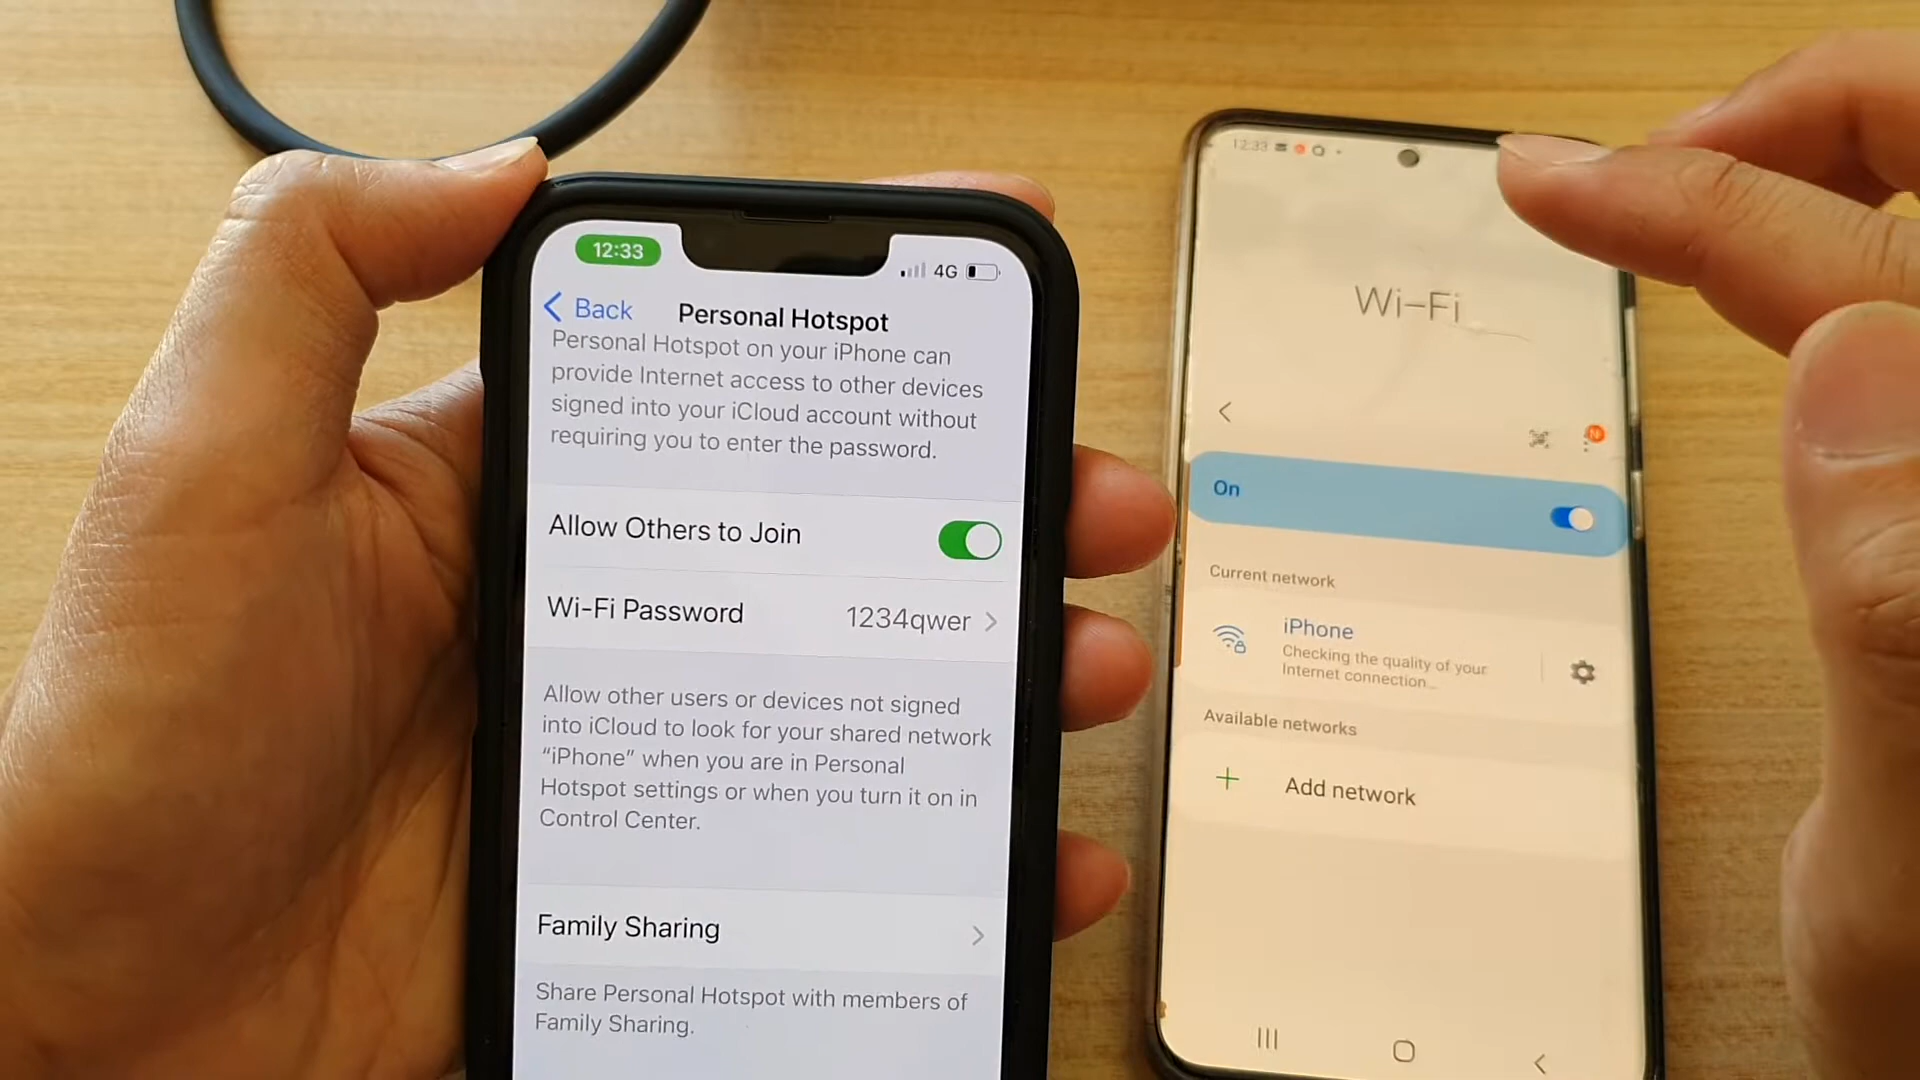 12:33
4G
Back
Personal Hotspot
Personal Hotspot on your iPhone can
provide Internet access to other devices
signed into your iCloud account without
requiring you to enter the password.
Allow Others to Join
Wi-Fi Password 1234qwer
Allow other users or devices not signed
into iCloud to look for your shared network
“iPhone” when you are in Personal
Hotspot settings or when you turn it on in
Control Center.
Family Sharing
Share Personal Hotspot with members of
Family Sharing.
12:33
Wi-Fi
N
On
Current network
iPhone
Checking the quality of your
Internet connection...
Available networks
Add network